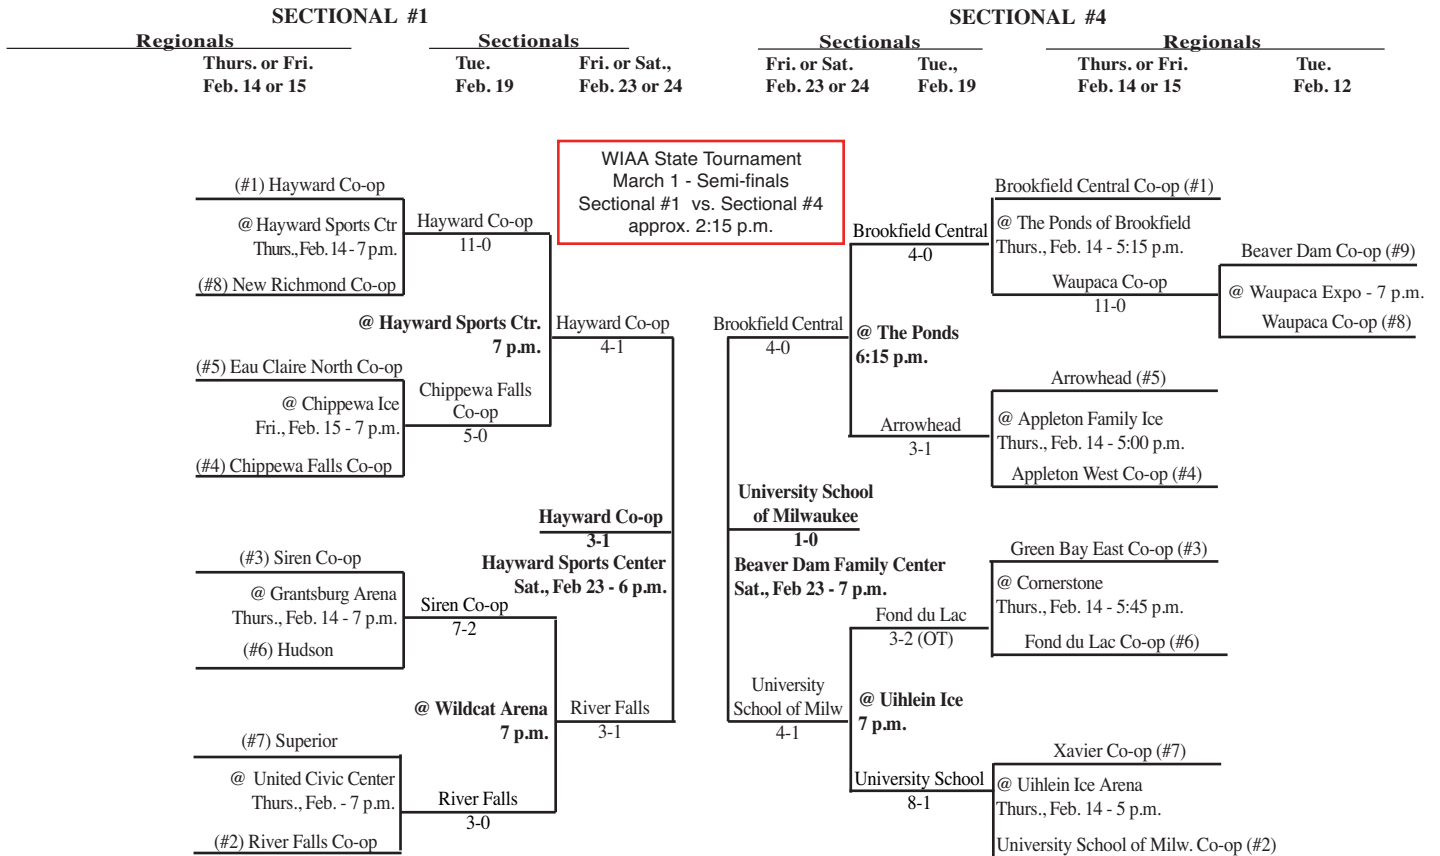 SECTIONAL #1
Regionals
Sectionals
Thurs. or Fri.
Feb. 14 or 15
Tue.
Feb. 19
Fri. or Sat.,
Feb. 23 or 24
(#1) Hayward Co-op
@ Hayward Sports Ctr
Thurs., Feb. 14 - 7 p.m.
(#8) New Richmond Co-op
Hayward Co-op
11-0
@ Hayward Sports Ctr.
7 p.m.
Hayward Co-op
4-1
(#5) Eau Claire North Co-op
@ Chippewa Ice
Fri., Feb. 15 - 7 p.m.
(#4) Chippewa Falls Co-op
Chippewa Falls
Co-op
5-0
Hayward Co-op
3-1
Hayward Sports Center
Sat., Feb 23 - 6 p.m.
(#3) Siren Co-op
@ Grantsburg Arena
Thurs., Feb. 14 - 7 p.m.
(#6) Hudson
Siren Co-op
7-2
@ Wildcat Arena
7 p.m.
River Falls
3-1
(#7) Superior
@ United Civic Center
Thurs., Feb. - 7 p.m.
(#2) River Falls Co-op
River Falls
3-0
WIAA State Tournament
March 1 - Semi-finals
Sectional #1 vs. Sectional #4
approx. 2:15 p.m.
SECTIONAL #4
Sectionals
Regionals
Fri. or Sat.
Feb. 23 or 24
Tue.,
Feb. 19
Thurs. or Fri.
Feb. 14 or 15
Tue.
Feb. 12
Brookfield Central Co-op (#1)
@ The Ponds of Brookfield
Thurs., Feb. 14 - 5:15 p.m.
Brookfield Central
4-0
Waupaca Co-op
11-0
Beaver Dam Co-op (#9)
@ Waupaca Expo - 7 p.m.
Waupaca Co-op (#8)
Brookfield Central
4-0
@ The Ponds
6:15 p.m.
Arrowhead (#5)
@ Appleton Family Ice
Thurs., Feb. 14 - 5:00 p.m.
Appleton West Co-op (#4)
Arrowhead
3-1
University School
of Milwaukee
1-0
Beaver Dam Family Center
Sat., Feb 23 - 7 p.m.
Green Bay East Co-op (#3)
@ Cornerstone
Thurs., Feb. 14 - 5:45 p.m.
Fond du Lac Co-op (#6)
Fond du Lac
3-2 (OT)
University
School of Milw
4-1
@ Uihlein Ice
7 p.m.
Xavier Co-op (#7)
@ Uihlein Ice Arena
Thurs., Feb. 14 - 5 p.m.
University School of Milw. Co-op (#2)
University School
8-1